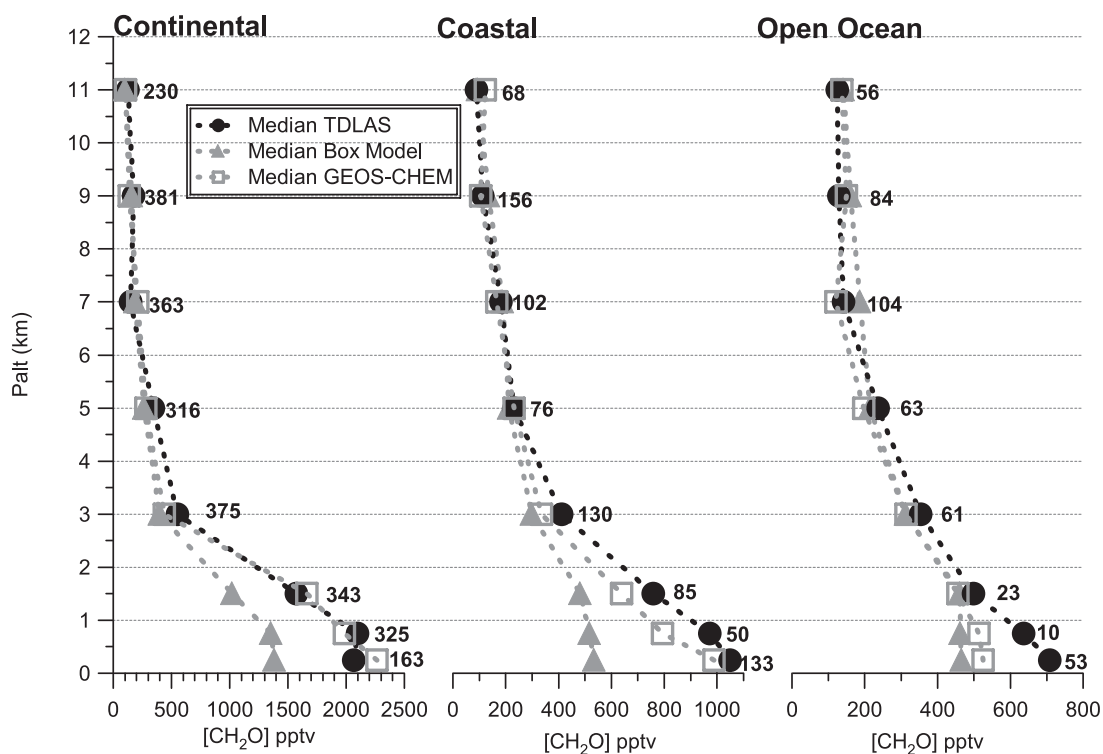 Continental Coastal Open Ocean
12
11 230 68 56
Median TDLAS
10
Median Box Model
Median GEOS-CHEM
9 381 156 84
8
7 363 102 104
Palt (km)
6
5 316 76 63
4
3 375 130 61
2
343 85 23
1
325 50 10
163 133 53
0
0 500 1000 1500 2000 2500 0 200 400 600 800 1000 0 200 400 600 800
[CH₂O] pptv [CH₂O] pptv [CH₂O] pptv